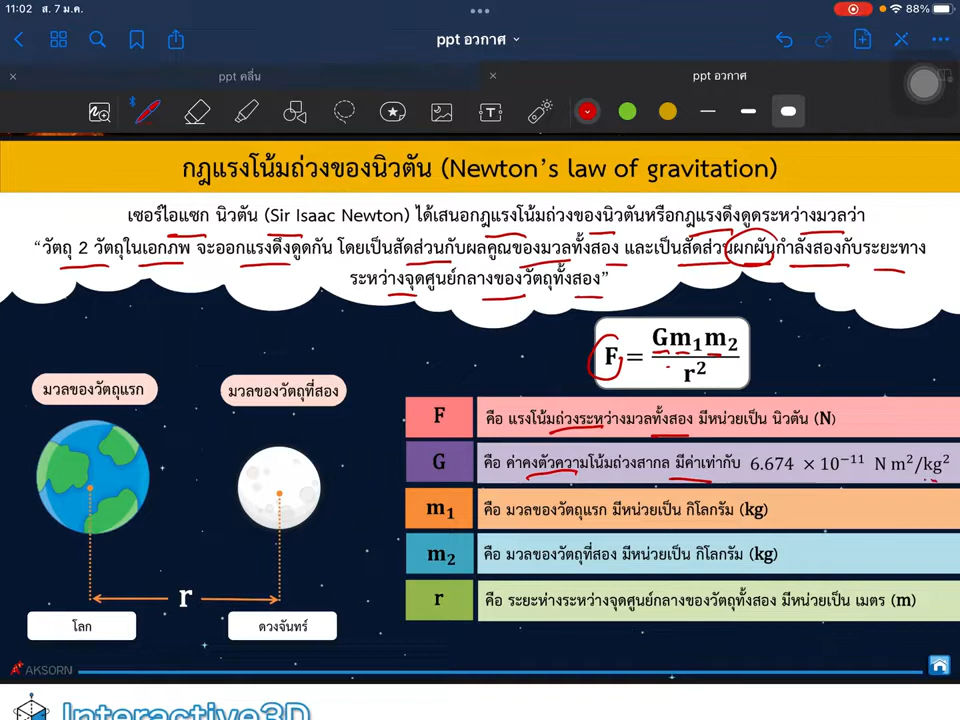 11:02 ส. 7 ม.ค.
88%
ppt อวกาศ
ppt คลื่น
ppt อวกาศ
กฎแรงโน้มถ่วงของนิวตัน (Newton's law of gravitation)
เซอร์ไอแซก นิวตัน (Sir Isaac Newton) ได้เสนอกฎแรงโน้มถ่วงของนิวตันหรือกฎแรงดึงดูดระหว่างมวลว่า
“วัตถุ 2 วัตถุในเอกภพ จะออกแรงดึงดูดกัน โดยเป็นสัดส่วนกับผลคูณของมวลทั้งสอง และเป็นสัดส่วนผกผันกำลังสองกับระยะทาง
ระหว่างจุดศูนย์กลางของวัตถุทั้งสอง”
F = Gm₁m₂ / r²
มวลของวัตถุแรก
มวลของวัตถุที่สอง
F คือ แรงโน้มถ่วงระหว่างมวลทั้งสอง มีหน่วยเป็น นิวตัน (N)
G คือ ค่าคงตัวความโน้มถ่วงสากล มีค่าเท่ากับ 6.674 × 10⁻¹¹ N m²/kg²
m₁ คือ มวลของวัตถุแรก มีหน่วยเป็น กิโลกรัม (kg)
m₂ คือ มวลของวัตถุที่สอง มีหน่วยเป็น กิโลกรัม (kg)
r คือ ระยะห่างระหว่างจุดศูนย์กลางของวัตถุทั้งสอง มีหน่วยเป็น เมตร (m)
r
โลก
ดวงจันทร์
AKSORN
Interactive3D